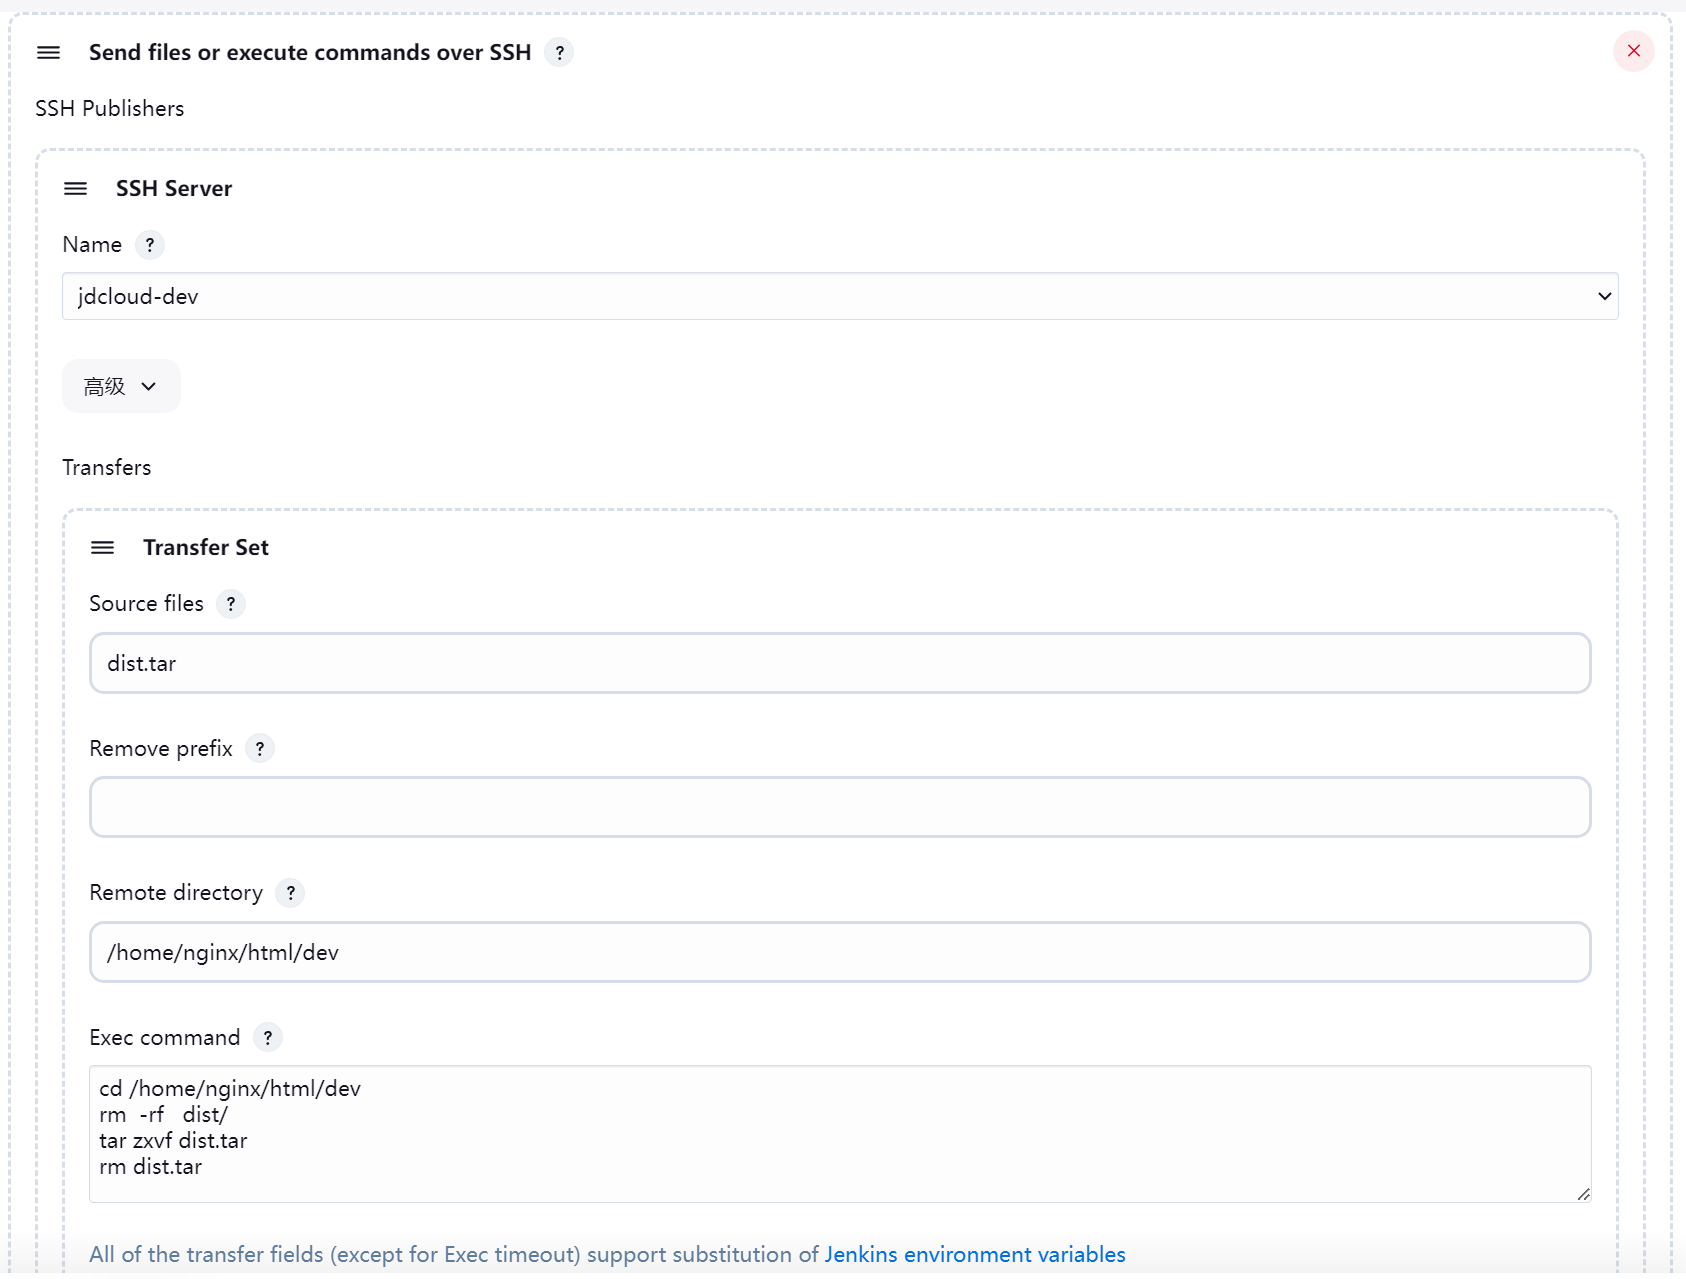 Send files or execute commands over SSH ?
SSH Publishers
SSH Server
Name ?
jdcloud-dev
高级
Transfers
Transfer Set
Source files ?
dist.tar
Remove prefix ?
Remote directory ?
/home/nginx/html/dev
Exec command ?
cd /home/nginx/html/dev
rm  -rf   dist/
tar zxvf dist.tar
rm dist.tar
All of the transfer fields (except for Exec timeout) support substitution of Jenkins environment variables